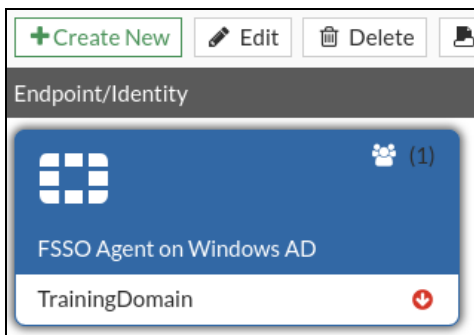 Create New Edit Delete
Endpoint/Identity
(1)
FSSO Agent on Windows AD
TrainingDomain